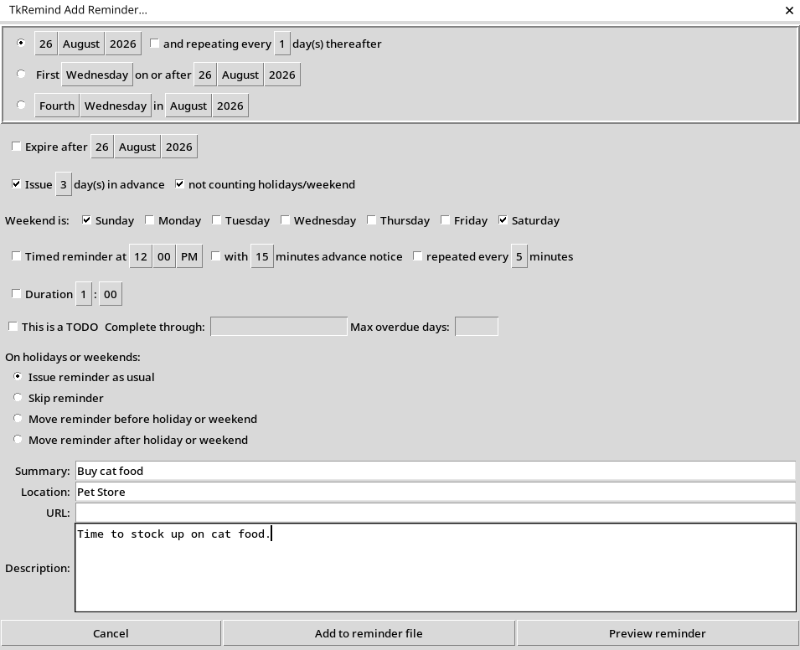 TkRemind Add Reminder...
26 August 2026 and repeating every 1 day(s) thereafter
First Wednesday on or after 26 August 2026
Fourth Wednesday in August 2026
Expire after 26 August 2026
Issue 3 day(s) in advance not counting holidays/weekend
Weekend is: Sunday Monday Tuesday Wednesday Thursday Friday Saturday
Timed reminder at 12 00 PM with 15 minutes advance notice repeated every 5 minutes
Duration 1 : 00
This is a TODO Complete through: Max overdue days:
On holidays or weekends:
Issue reminder as usual
Skip reminder
Move reminder before holiday or weekend
Move reminder after holiday or weekend
Summary: Buy cat food
Location: Pet Store
URL:
Time to stock up on cat food.
Description:
Cancel Add to reminder file Preview reminder